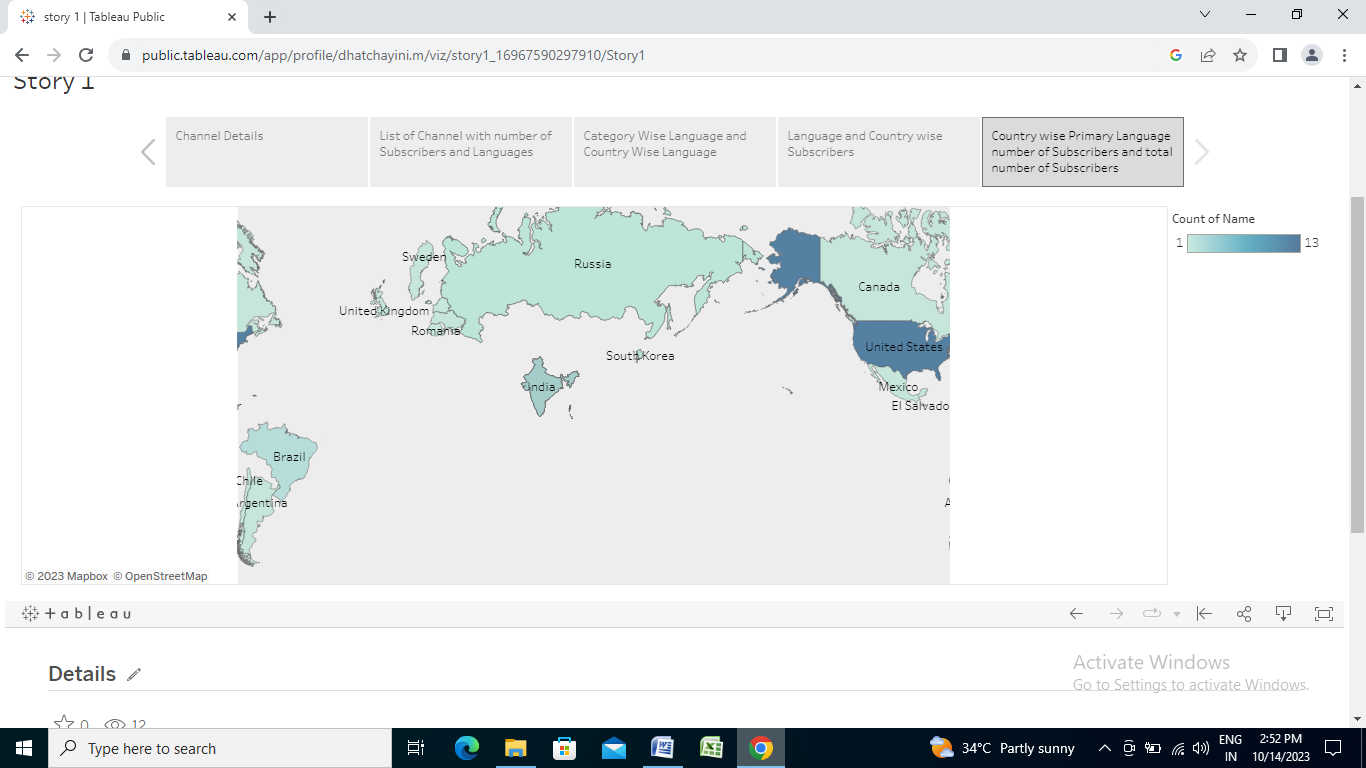 story 1 | Tableau Public
public.tableau.com/app/profile/dhatchayini.m/viz/story1_16967590297910/Story1
Story 1
Channel Details
List of Channel with number of
Subscribers and Languages
Category Wise Language and
Country Wise Language
Language and Country wise
Subscribers
Country wise Primary Language
number of Subscribers and total
number of Subscribers
Count of Name
1 13
Sweden
Russia
Canada
United Kingdom
Romania
United States
South Korea
India
Mexico
El Salvado
r
Brazil
Chile
rgentina
A
© 2023 Mapbox © OpenStreetMap
+ a b | e a u
Details
Activate Windows
Go to Settings to activate Windows.
0 12
Type here to search
34°C Partly sunny
ENG
IN
2:52 PM
10/14/2023